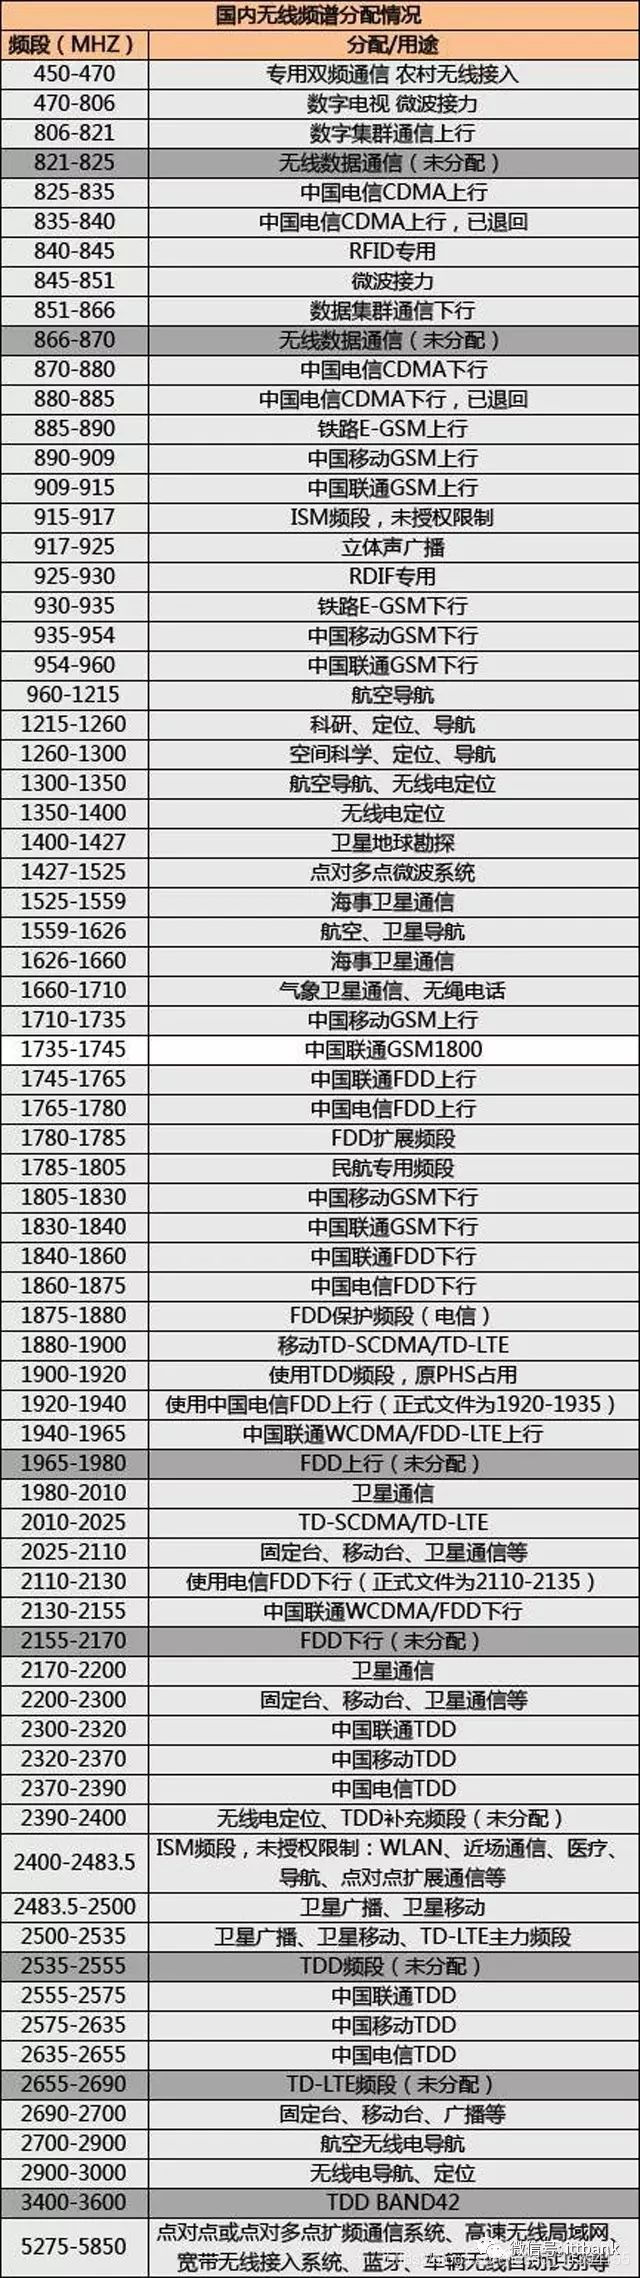 国内无线频谱分配情况
频段（MHZ） 分配/用途
450-470 专用双频通信 农村无线接入
470-806 数字电视 微波接力
806-821 数字集群通信上行
821-825 无线数据通信（未分配）
825-835 中国电信CDMA上行
835-840 中国电信CDMA上行，已退回
840-845 RFID专用
845-851 微波接力
851-866 数据集群通信下行
866-870 无线数据通信（未分配）
870-880 中国电信CDMA下行
880-885 中国电信CDMA下行，已退回
885-890 铁路E-GSM上行
890-909 中国移动GSM上行
909-915 中国联通GSM上行
915-917 ISM频段，未授权限制
917-925 立体声广播
925-930 RDIF专用
930-935 铁路E-GSM下行
935-954 中国移动GSM下行
954-960 中国联通GSM下行
960-1215 航空导航
1215-1260 科研、定位、导航
1260-1300 空间科学、定位、导航
1300-1350 航空导航、无线电定位
1350-1400 无线电定位
1400-1427 卫星地球勘探
1427-1525 点对多点微波系统
1525-1559 海事卫星通信
1559-1626 航空、卫星导航
1626-1660 海事卫星通信
1660-1710 气象卫星通信、无绳电话
1710-1735 中国移动GSM上行
1735-1745 中国联通GSM1800
1745-1765 中国联通FDD上行
1765-1780 中国电信FDD上行
1780-1785 FDD扩展频段
1785-1805 民航专用频段
1805-1830 中国移动GSM下行
1830-1840 中国联通GSM下行
1840-1860 中国联通FDD下行
1860-1875 中国电信FDD下行
1875-1880 FDD保护频段（电信）
1880-1900 移动TD-SCDMA/TD-LTE
1900-1920 使用TDD频段，原PHS占用
1920-1940 使用中国电信FDD上行（正式文件为1920-1935）
1940-1965 中国联通WCDMA/FDD-LTE上行
1965-1980 FDD上行（未分配）
1980-2010 卫星通信
2010-2025 TD-SCDMA/TD-LTE
2025-2110 固定台、移动台、卫星通信等
2110-2130 使用电信FDD下行（正式文件为2110-2135）
2130-2155 中国联通WCDMA/FDD下行
2155-2170 FDD下行（未分配）
2170-2200 卫星通信
2200-2300 固定台、移动台、卫星通信等
2300-2320 中国联通TDD
2320-2370 中国移动TDD
2370-2390 中国电信TDD
2390-2400 无线电定位、TDD补充频段（未分配）
2400-2483.5 ISM频段，未授权限制：WLAN、近场通信、医疗、
导航、点对点扩展通信等
2483.5-2500 卫星广播、卫星移动
2500-2535 卫星广播、卫星移动、TD-LTE主力频段
2535-2555 TDD频段（未分配）
2555-2575 中国联通TDD
2575-2635 中国移动TDD
2635-2655 中国电信TDD
2655-2690 TD-LTE频段（未分配）
2690-2700 固定台、移动台、广播等
2700-2900 航空无线电导航
2900-3000 无线电导航、定位
3400-3600 TDD BAND42
5275-5850 点对点或点对多点扩频通信系统、高速无线局域网、
宽带无线接入系统、蓝牙、车辆无线自动识别等
微信号: ittbank